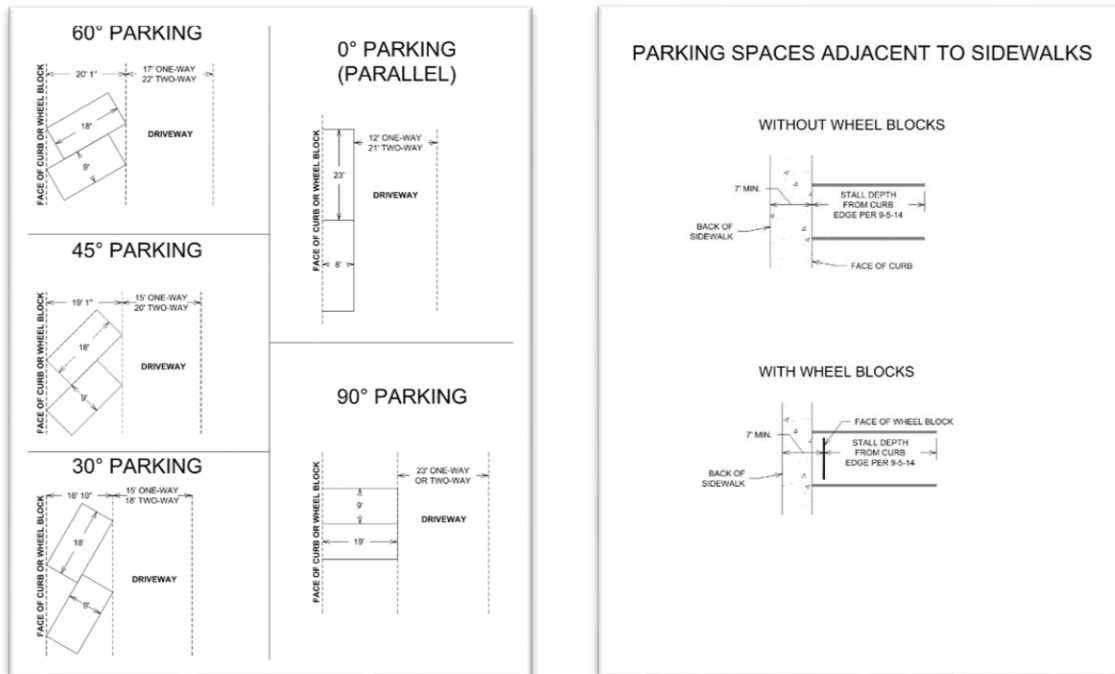 60° PARKING
FACE OF CURB OR WHEEL BLOCK
20' 1"
17' ONE-WAY
22' TWO-WAY
18'
9'
DRIVEWAY
45° PARKING
FACE OF CURB OR WHEEL BLOCK
19' 1"
15' ONE-WAY
20' TWO-WAY
18'
9'
DRIVEWAY
30° PARKING
FACE OF CURB OR WHEEL BLOCK
16' 10"
15' ONE-WAY
18' TWO-WAY
18'
9'
DRIVEWAY
0° PARKING
(PARALLEL)
FACE OF CURB OR WHEEL BLOCK
12' ONE-WAY
21' TWO-WAY
23'
DRIVEWAY
8'
90° PARKING
FACE OF CURB OR WHEEL BLOCK
23' ONE-WAY
OR TWO-WAY
9'
DRIVEWAY
19'
PARKING SPACES ADJACENT TO SIDEWALKS
WITHOUT WHEEL BLOCKS
7' MIN.
STALL DEPTH
FROM CURB
EDGE PER 9-5-14
BACK OF
SIDEWALK
FACE OF CURB
WITH WHEEL BLOCKS
FACE OF WHEEL BLOCK
7' MIN.
STALL DEPTH
FROM CURB
EDGE PER 9-5-14
BACK OF
SIDEWALK